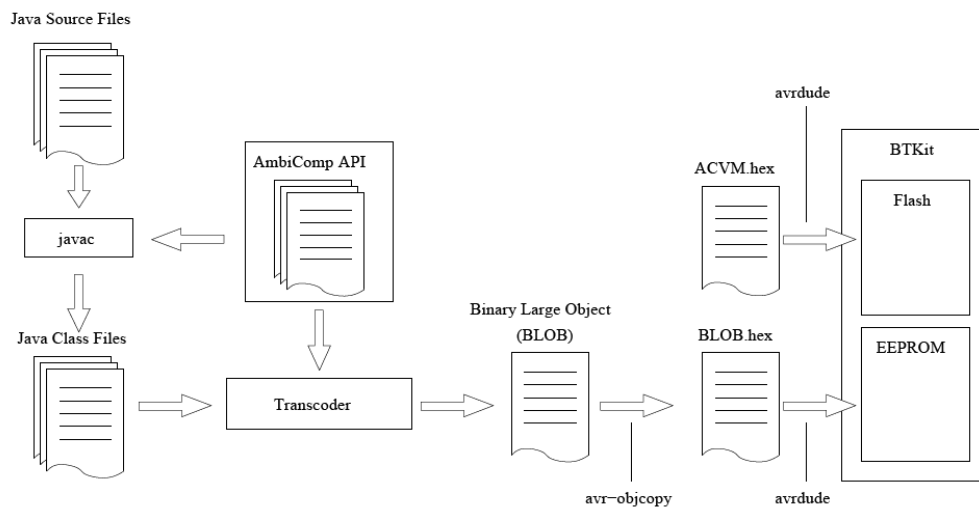 Java Source Files
javac
Java Class Files
AmbiComp API
Transcoder
Binary Large Object
(BLOB)
avr-objcopy
avrdude
ACVM.hex
BLOB.hex
avrdude
BTKit
Flash
EEPROM